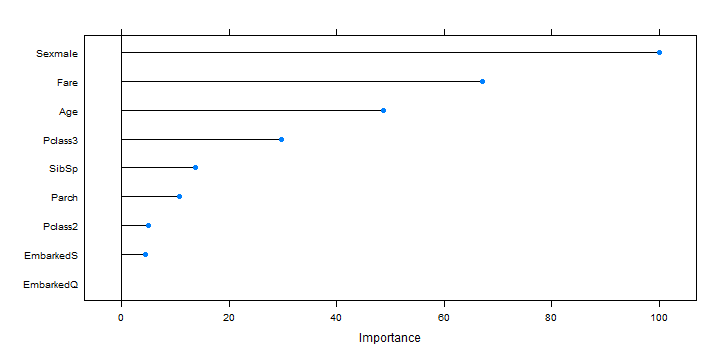 Sexmale
Fare
Age
Pclass3
SibSp
Parch
Pclass2
EmbarkedS
EmbarkedQ
0 20 40 60 80 100
Importance